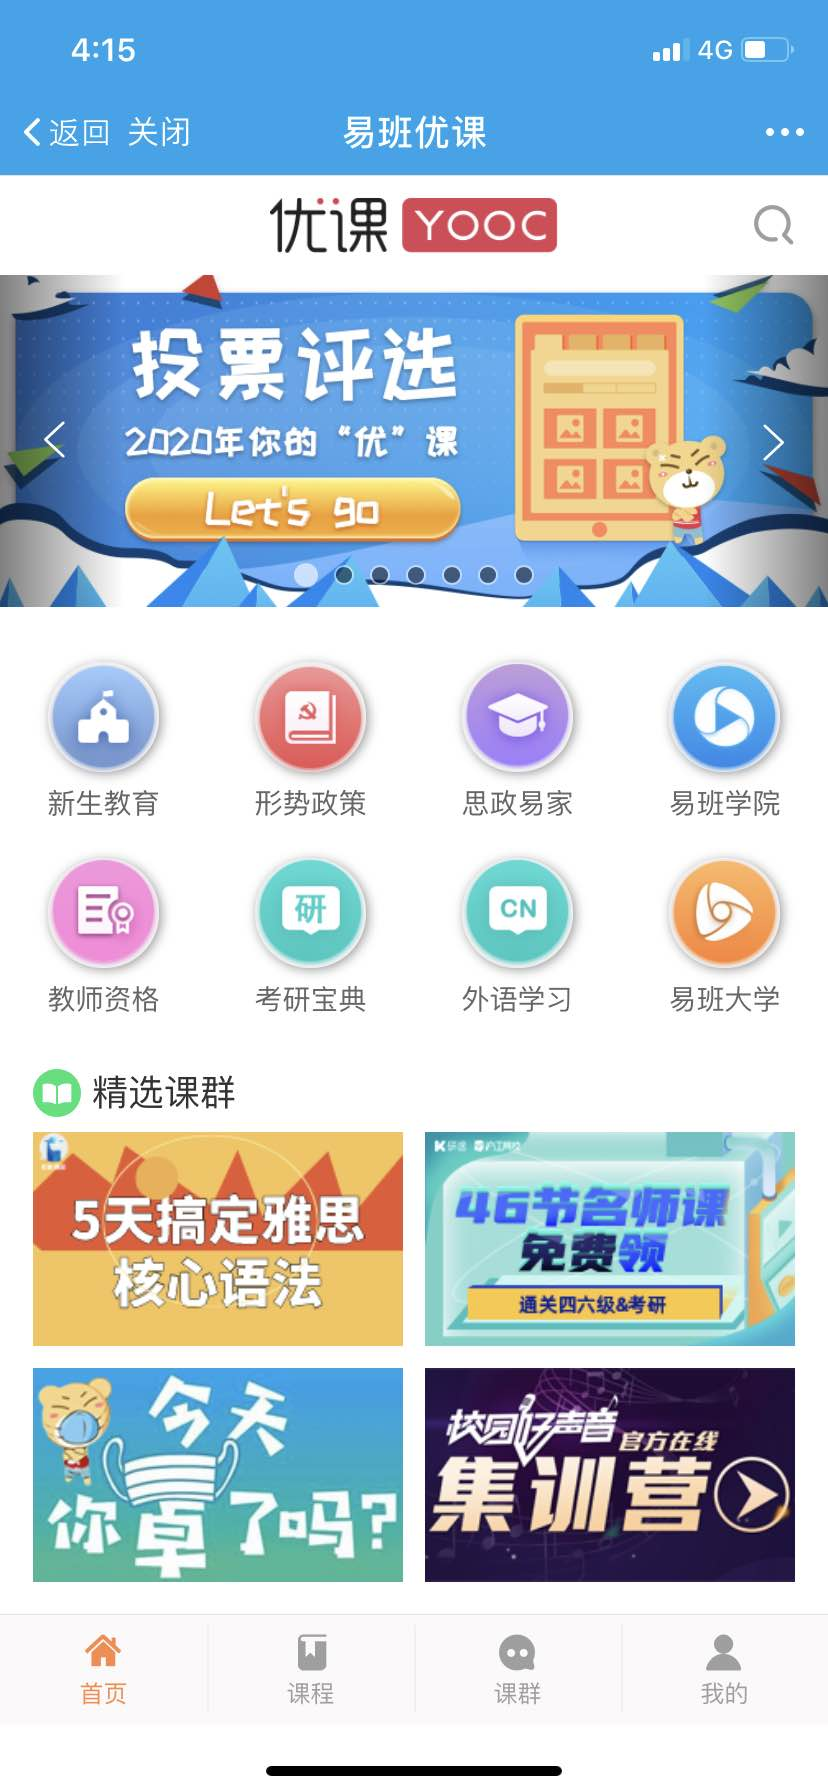 4:15
4G
返回 关闭
易班优课
优课 YOOC
投票评选
2020年你的“优”课
Let's go
新生教育
形势政策
思政易家
易班学院
研
CN
教师资格
考研宝典
外语学习
易班大学
精选课群
5天搞定雅思
核心语法
沪江网校
46节名师课
免费领
通关四六级&考研
今天
你卓了吗?
校园好声音
官方在线
集训营
首页
课程
课群
我的